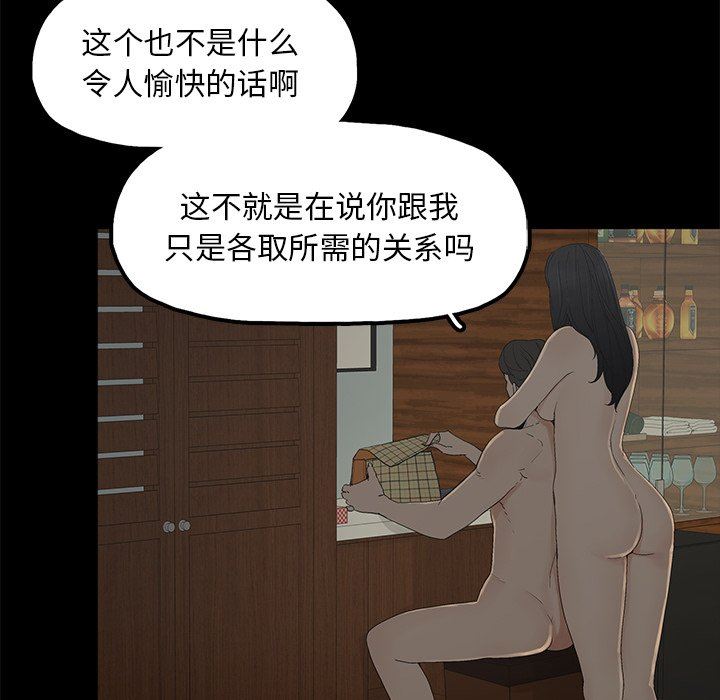 这个也不是什么
令人愉快的话啊
这不就是在说你跟我
只是各取所需的关系吗